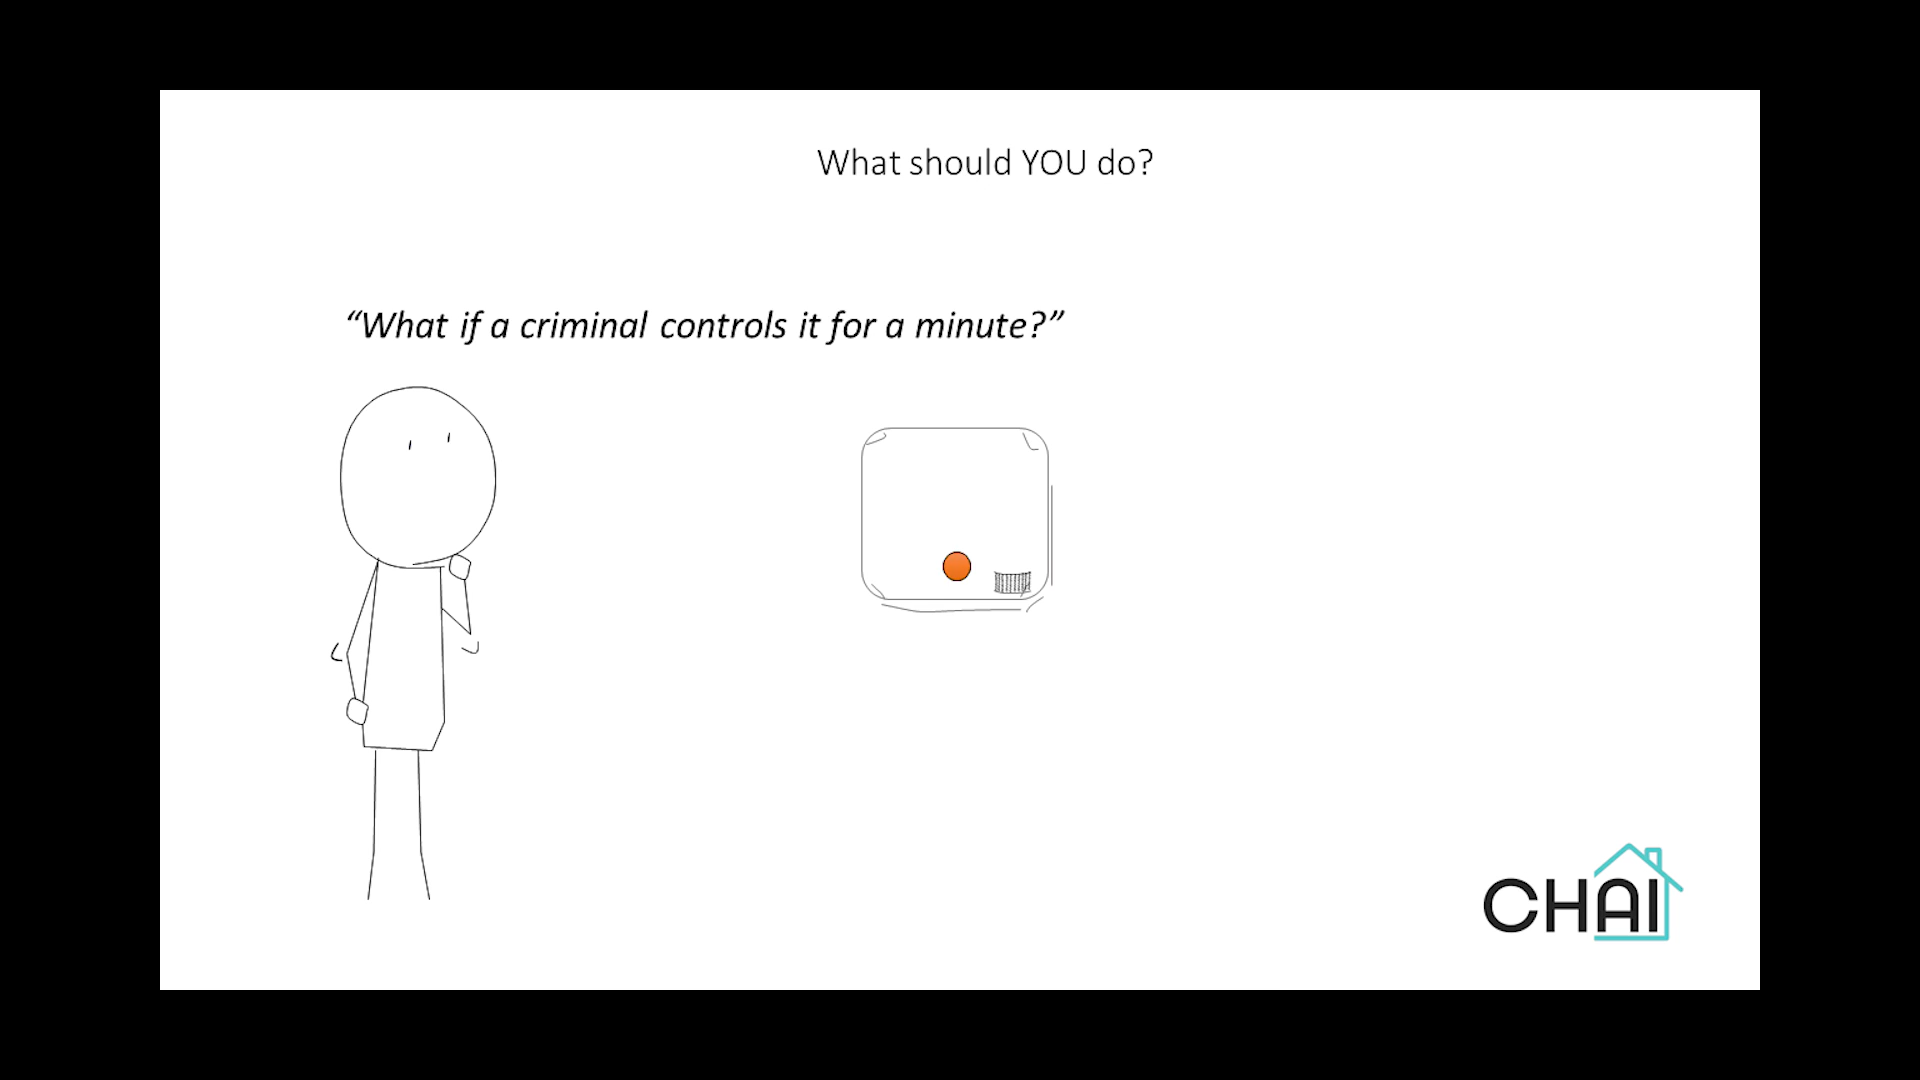 What should YOU do?
“What if a criminal controls it for a minute?”
CHAI